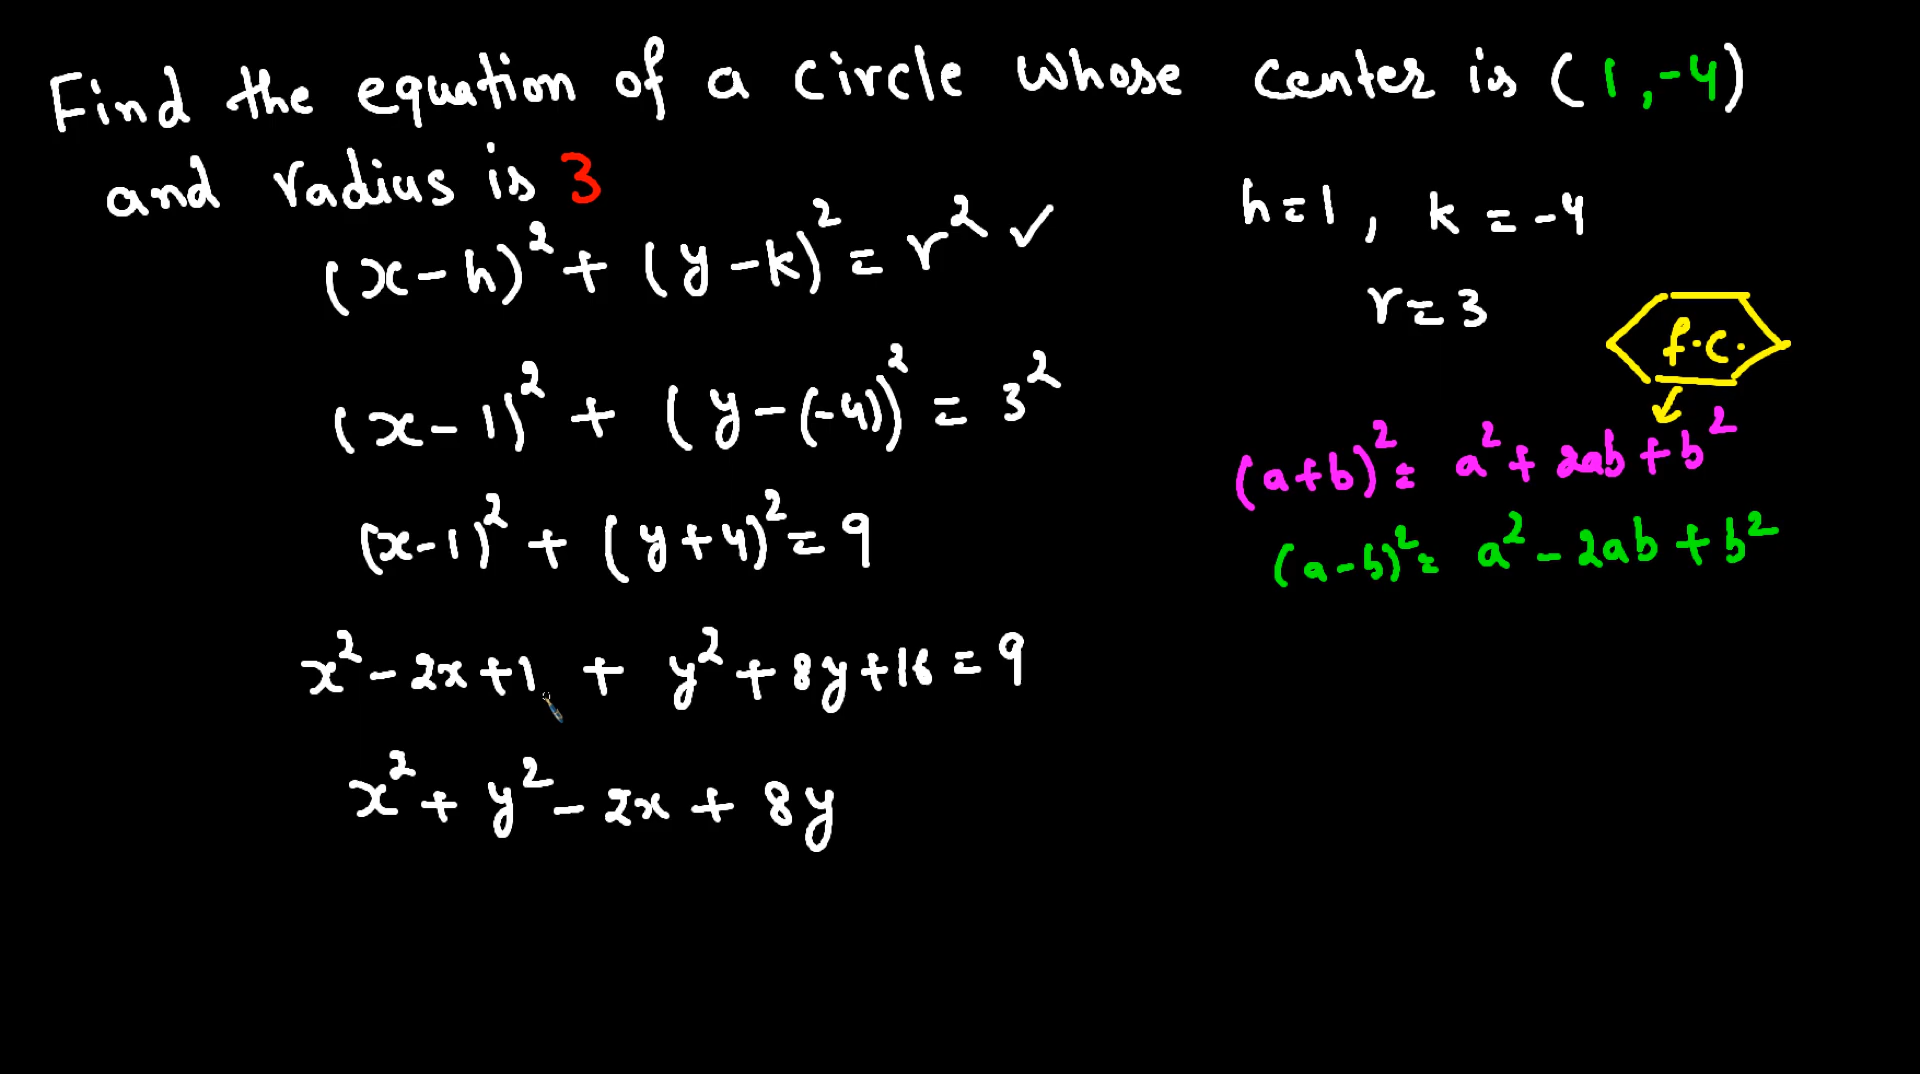 Find the equation of a circle whose center is (1,-4)
and radius is 3
h=1, k=-4
(x-h)²+(y-k)²=r² ✓
r=3
f.c.
(x-1)²+(y-(-4))²=3²
(a+b)²=a²+2ab+b²
(x-1)²+(y+4)²=9
(a-b)²=a²-2ab+b²
x²-2x+1+y²+8y+16=9
x²+y²-2x+8y